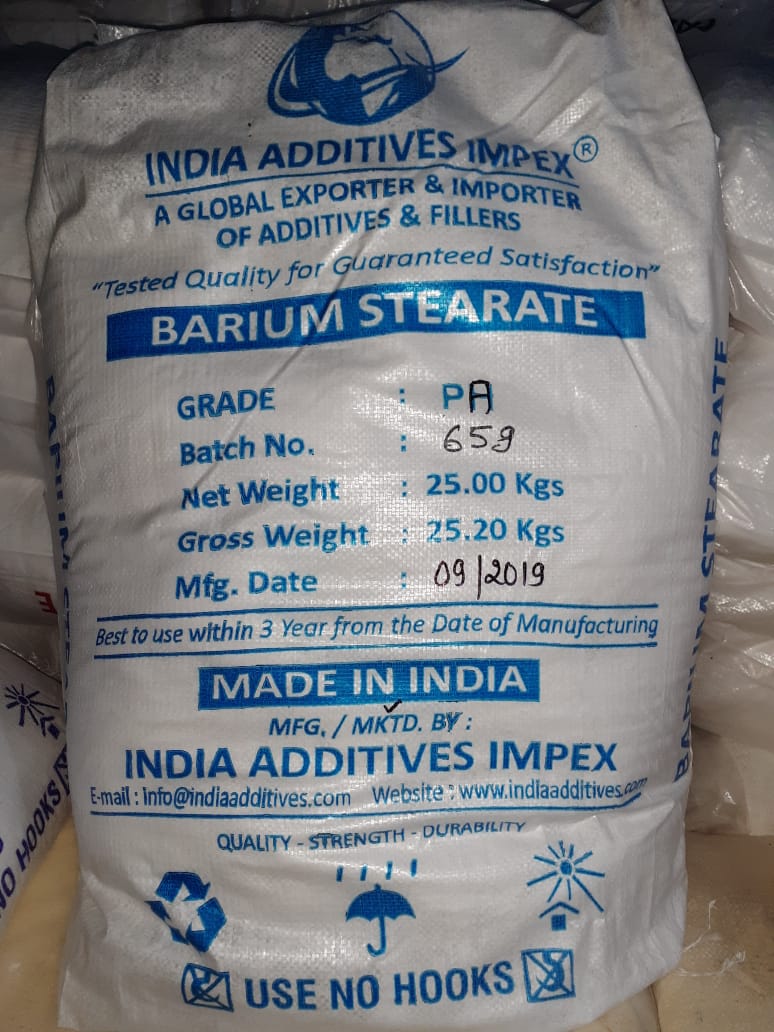 INDIA ADDITIVES IMPEX®
A GLOBAL EXPORTER & IMPORTER
OF ADDITIVES & FILLERS
"Tested Quality for Guaranteed Satisfaction"
BARIUM STEARATE
GRADE : PA
Batch No. : 659
Net Weight : 25.00 Kgs
Gross Weight : 25.20 Kgs
Mfg. Date : 09/2019
Best to use within 3 Year from the Date of Manufacturing
MADE IN INDIA
MFG. / MKTD. BY :
INDIA ADDITIVES IMPEX
E-mail : info@indiaadditives.com Website : www.indiaadditives.com
QUALITY - STRENGTH - DURABILITY
USE NO HOOKS
BARIUM STEARATE
NO HOOKS